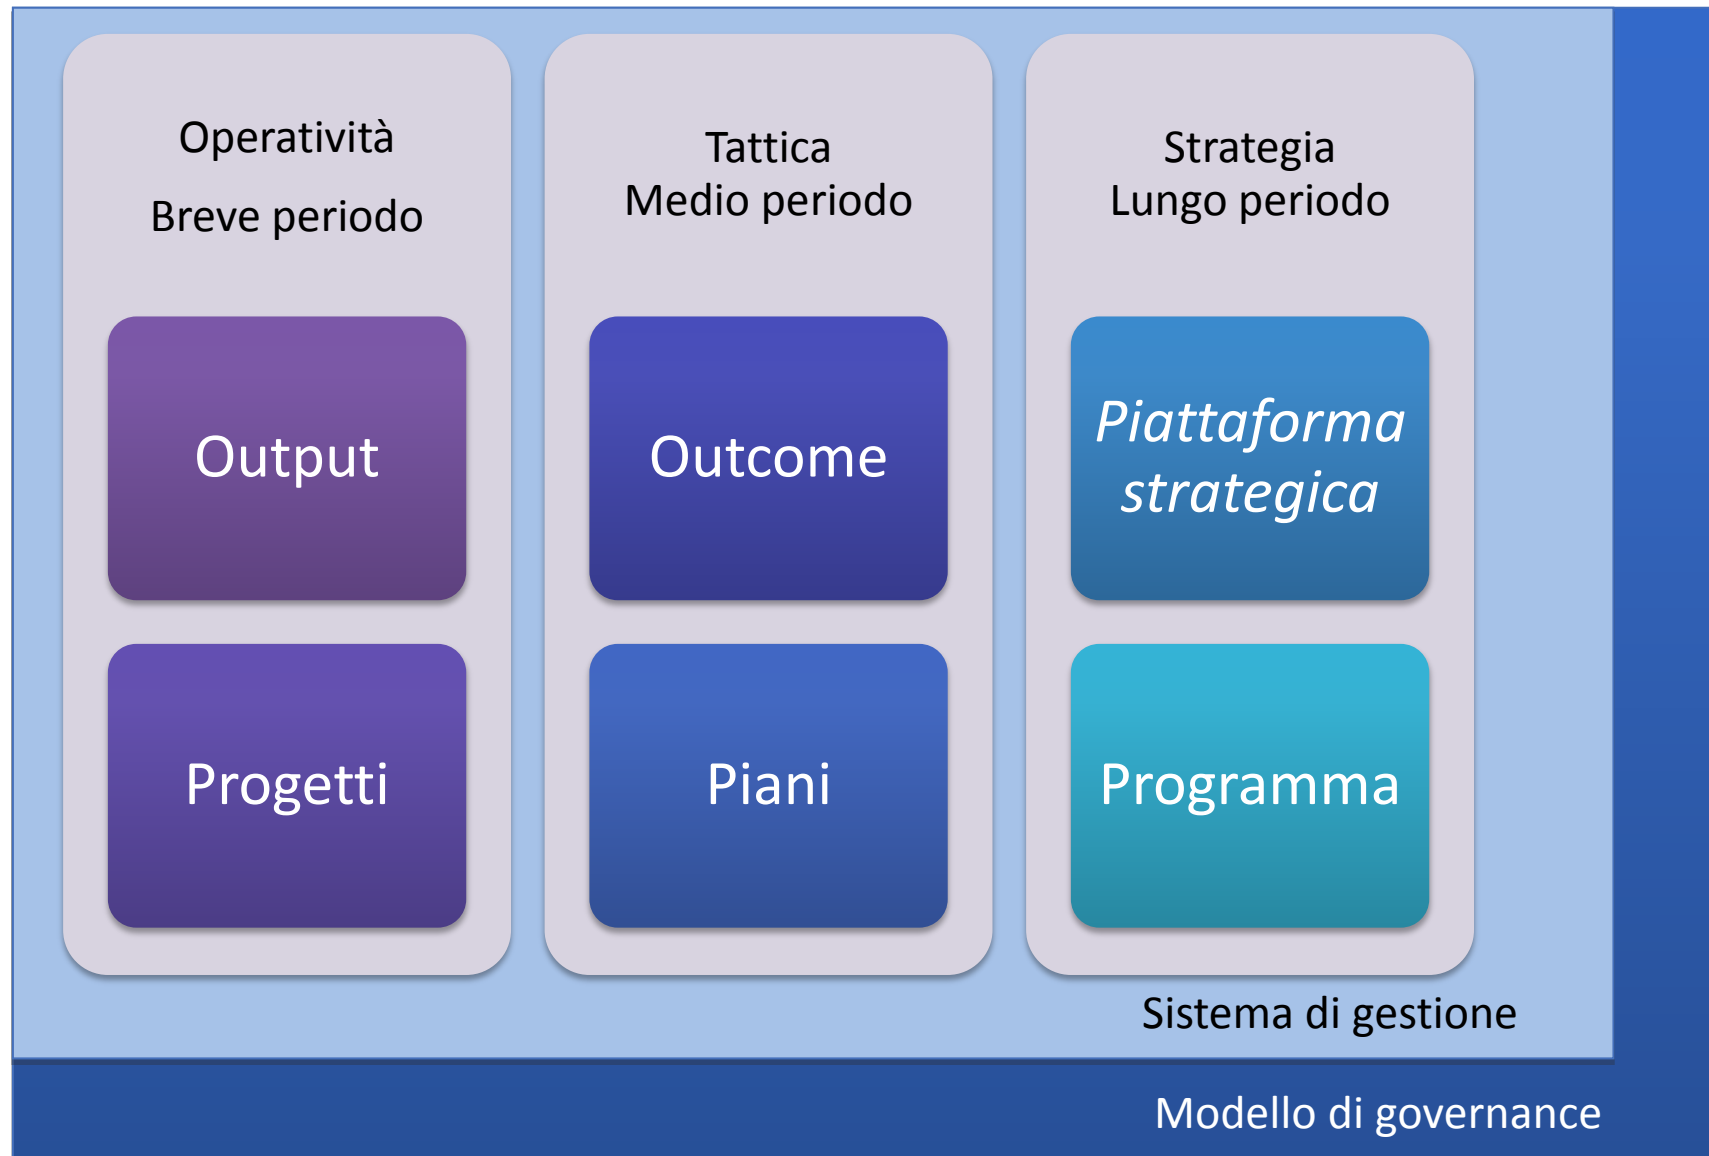 Operatività
Breve periodo
Output
Progetti
Tattica
Medio periodo
Outcome
Piani
Strategia
Lungo periodo
Piattaforma
strategica
Programma
Sistema di gestione
Modello di governance